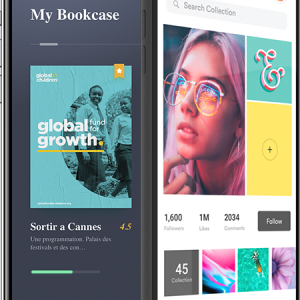 My Bookcase
global
children
global fund
growth. for
Sortir a Cannes 4.5
Une programmation. Palais des
festivals et des con...
Search Collection
&
+
1,600 1M 2034
Followers Likes Comments
Follow
45
Collection